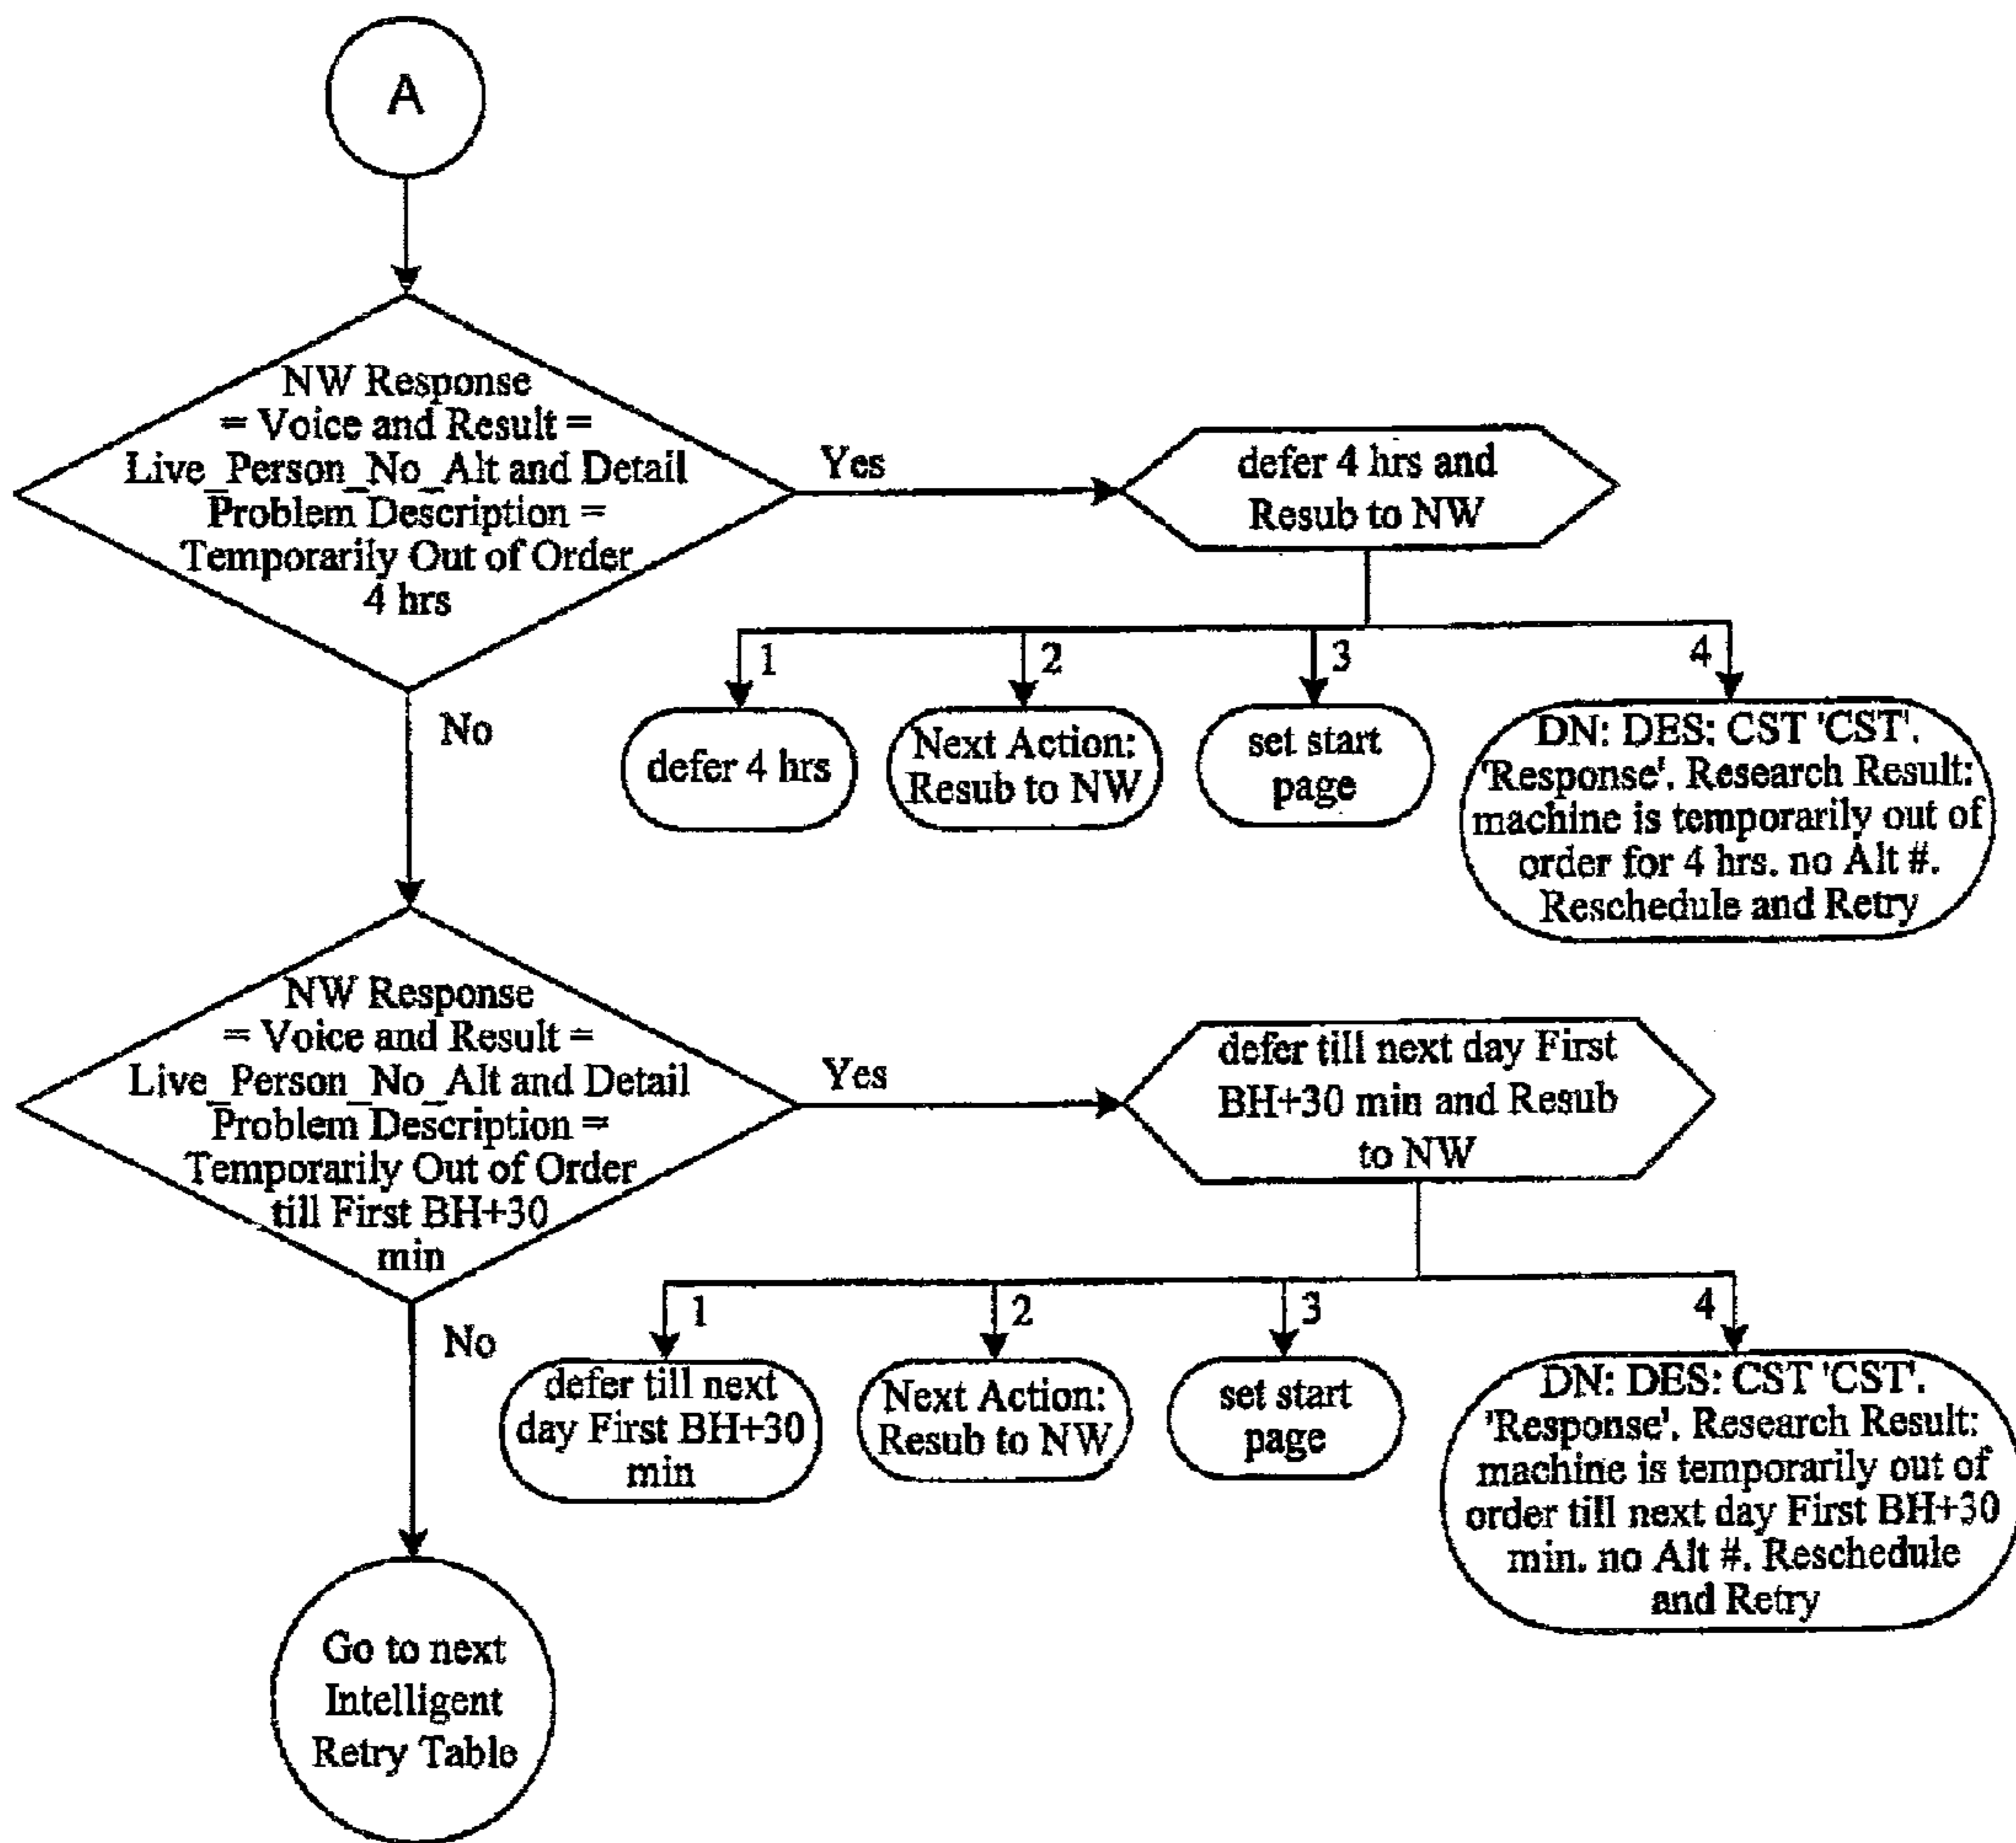 A
NW Response
= Voice and Result =
Live_Person_No_Alt and Detail
Problem Description =
Temporarily Out of Order
4 hrs
Yes
defer 4 hrs and
Resub to NW
1
2
3
4
defer 4 hrs
Next Action:
Resub to NW
set start
page
DN: DES: CST 'CST'.
'Response'. Research Result:
machine is temporarily out of
order for 4 hrs. no Alt #.
Reschedule and Retry
No
NW Response
= Voice and Result =
Live_Person_No_Alt and Detail
Problem Description =
Temporarily Out of Order
till First BH+30
min
Yes
defer till next day First
BH+30 min and Resub
to NW
1
2
3
4
defer till next
day First BH+30
min
Next Action:
Resub to NW
set start
page
DN: DES: CST 'CST'.
'Response'. Research Result:
machine is temporarily out of
order till next day First BH+30
min. no Alt #. Reschedule
and Retry
No
Go to next
Intelligent
Retry Table